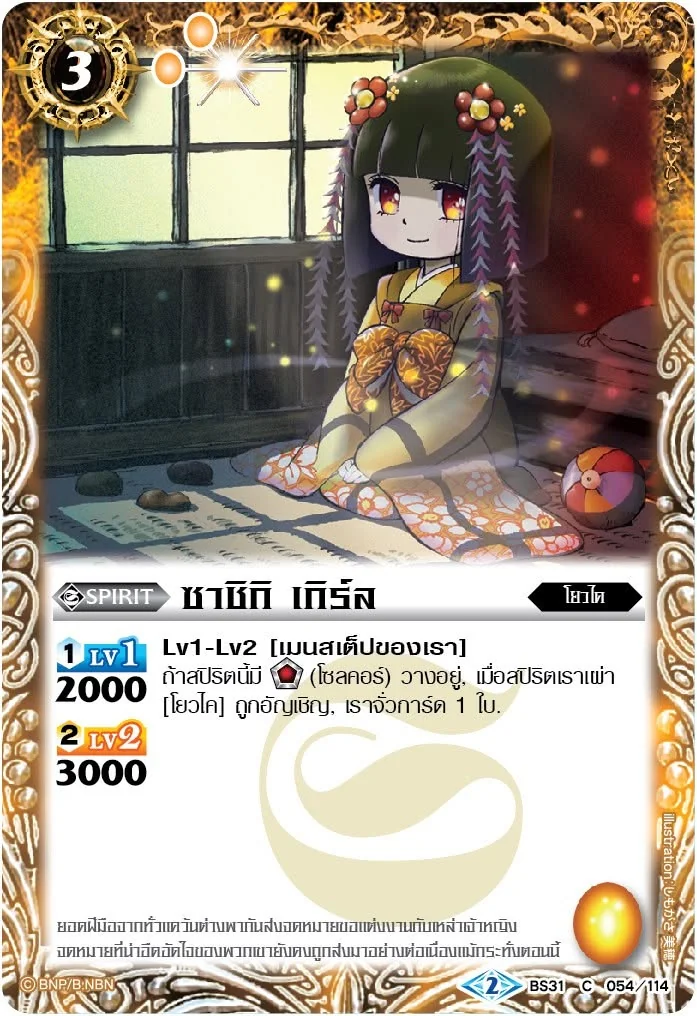 3
SPIRIT
ซาชิกิ เกิร์ล
โยวไค
1 LV1
2000
2 LV2
3000
Lv1-Lv2 [เมนสเต็ปของเรา]
ถ้าสปิริตนี้มี (โซลคอร์) วางอยู่, เมื่อสปิริตเราเผ่า
[โยวไค] ถูกอัญเชิญ, เราจั่วการ์ด 1 ใบ.
ยอดฝีมือจากทั่วแคว้นต่างพากันส่งจดหมายขอแต่งงานกับเหล่าเจ้าหญิง
จดหมายที่น่าอึดอัดใจของพวกเขายังคงถูกส่งมาอย่างต่อเนื่องแม้กระทั่งตอนนี้
Illustration:しもがさ 美穂
©BNP/B:NBN
2 BS31 C 054/114